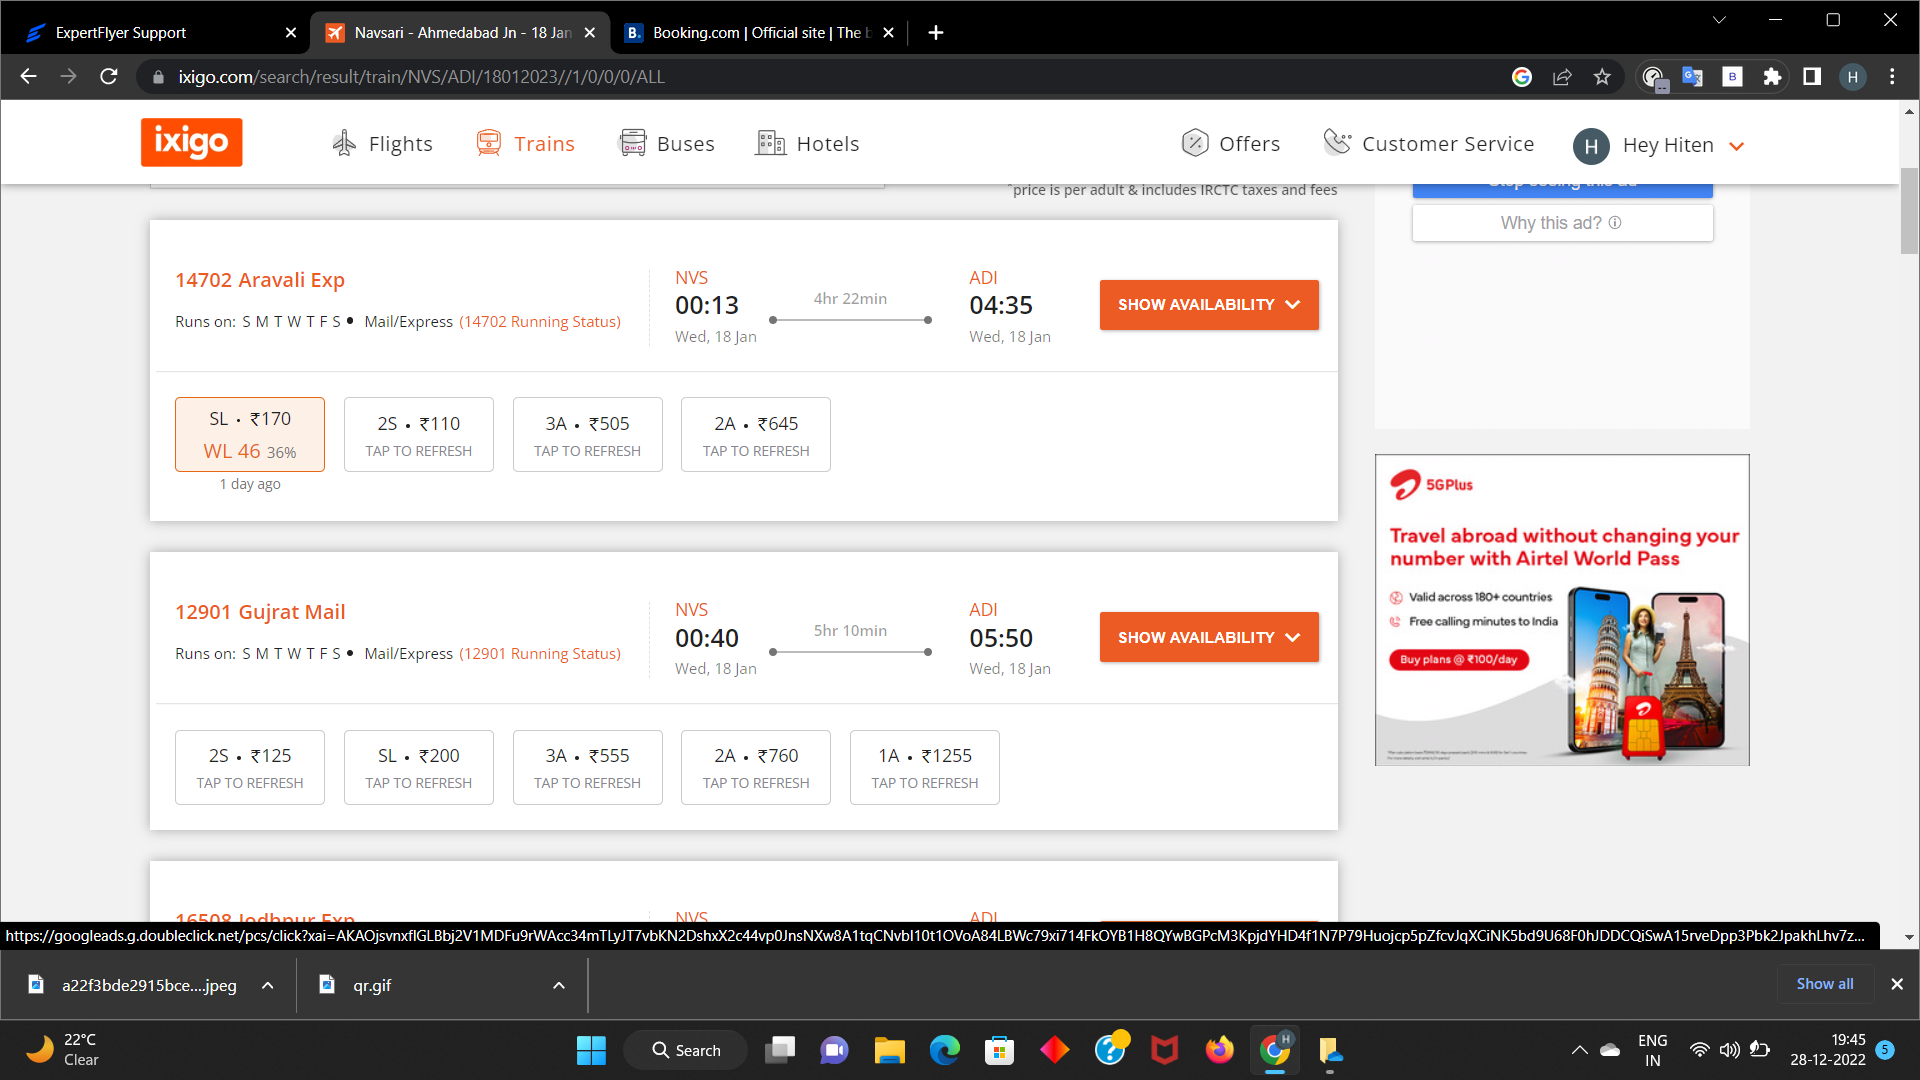 ExpertFlyer Support
Navsari - Ahmedabad Jn - 18 Jan
B.
Booking.com | Official site | The b
ixigo.com/search/result/train/NVS/ADI/18012023//1/0/0/0/ALL
B
H
ixigo
Flights
Trains
Buses
Hotels
Offers
Customer Service
H
Hey Hiten
*price is per adult & includes IRCTC taxes and fees
Stop seeing this ad
Why this ad?
14702 Aravali Exp
Runs on: S M T W T F S • Mail/Express (14702 Running Status)
NVS
00:13
Wed, 18 Jan
4hr 22min
ADI
04:35
Wed, 18 Jan
SHOW AVAILABILITY
SL • ₹170
WL 46 36%
1 day ago
2S • ₹110
TAP TO REFRESH
3A • ₹505
TAP TO REFRESH
2A • ₹645
TAP TO REFRESH
12901 Gujrat Mail
Runs on: S M T W T F S • Mail/Express (12901 Running Status)
NVS
00:40
Wed, 18 Jan
5hr 10min
ADI
05:50
Wed, 18 Jan
SHOW AVAILABILITY
2S • ₹125
TAP TO REFRESH
SL • ₹200
TAP TO REFRESH
3A • ₹555
TAP TO REFRESH
2A • ₹760
TAP TO REFRESH
1A • ₹1255
TAP TO REFRESH
5G Plus
Travel abroad without changing your
number with Airtel World Pass
Valid across 180+ countries
Free calling minutes to India
Buy plans @ ₹100/day
16508 Jodhpur Exp
NVS
ADI
https://googleads.g.doubleclick.net/pcs/click?xai=AKAOjsvnxflGLBbj2V1MDFu9rWAcc34mTLyJT7vbKN2DshxX2c44vp0JnsNXw8A1tqCNvbI10t1OVoA84LBWc79xi714FkOYB1H8QYwBGPcM3KpjdYHD4f1N7P79Huojcp5pZfcvJqXCiNK5bd9U68F0hJDDCQiSwA15rveDpp3Pbk2JpakhLhv7z...
a22f3bde2915bce....jpeg
qr.gif
Show all
22°C
Clear
Search
H
ENG
IN
19:45
28-12-2022
5